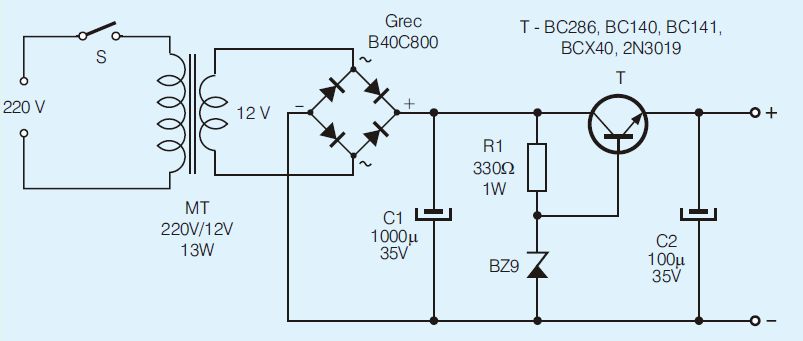 Grec
B40C800
T - BC286, BC140, BC141,
BCX40, 2N3019
T
S
220 V
12 V
~
−
+
~
MT
220V/12V
13W
C1
1000µ
35V
R1
330Ω
1W
BZ9
C2
100µ
35V
+
−